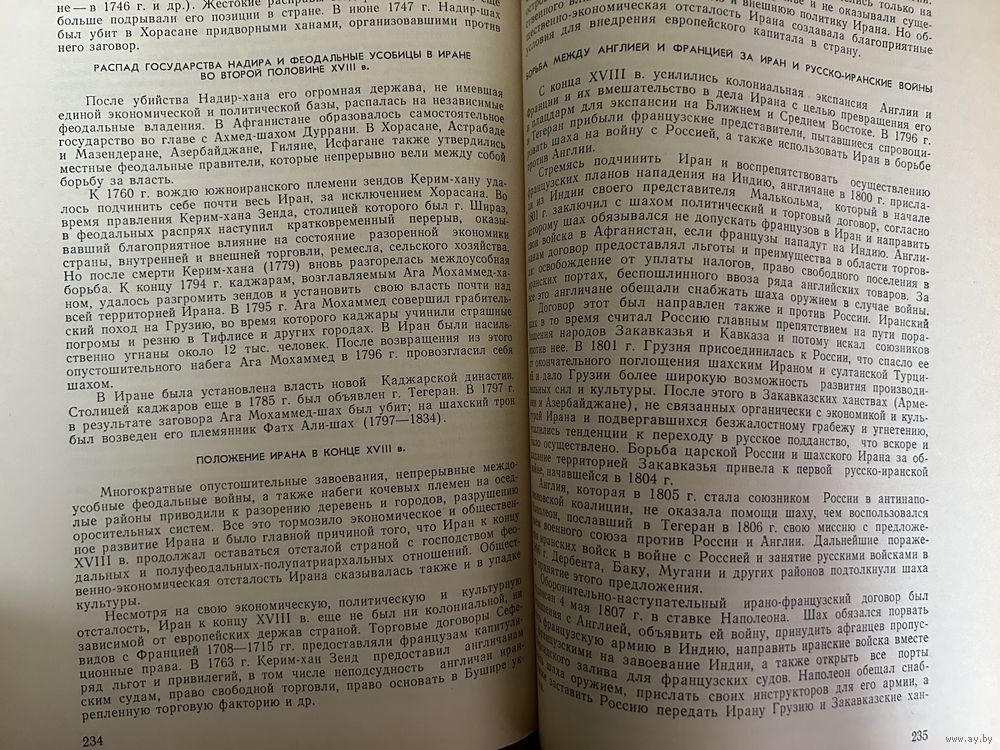 не — в 1746 г. и др.). Жестокие
больше подрывали его позиции в стране. В июне 1747 г. Надир-шах
был убит в Хорасане придворными ханами, организовавшими против
него заговор.
РАСПАД ГОСУДАРСТВА НАДИРА И ФЕОДАЛЬНЫЕ УСОБИЦЫ В ИРАНЕ
ВО ВТОРОЙ ПОЛОВИНЕ XVIII в.
После убийства Надир-хана его огромная держава, не имевшая
единой экономической и политической базы, распалась на независимые
феодальные владения. В Афганистане образовалось самостоятельное
государство во главе с Ахмед-шахом Дуррани. В Хорасане, Астрабаде
и Мазендеране, Азербайджане, Гиляне, Исфагане также утвердились
местные феодальные правители, которые непрерывно вели между собой
борьбу за власть.
К 1760 г. вождю южноиранского племени зендов Керим-хану уда-
лось подчинить себе почти весь Иран, за исключением Хорасана. Во
время правления Керим-хана Зенда, столицей которого был г. Шираз,
в феодальных распрях наступил кратковременный перерыв, оказы-
вавший благоприятное влияние на состояние разоренной экономики
страны, внутренней и внешней торговли, ремесла, сельского хозяйства.
Но после смерти Керим-хана (1779) вновь разгорелась междоусобная
борьба. К концу 1794 г. каджарам, возглавляемым Ага Мохаммед-ха-
ном, удалось разгромить зендов и установить свою власть почти над
всей территорией Ирана. В 1795 г. Ага Мохаммед совершил грабитель-
ский поход на Грузию, во время которого каджары учинили страшные
погромы и резню в Тифлисе и других городах. В Иран были насиль-
ственно угнаны около 12 тыс. человек. После возвращения из этого
опустошительного набега Ага Мохаммед в 1796 г. провозгласил себя
шахом.
В Иране была установлена власть новой Каджарской династии.
Столицей каджаров еще в 1785 г. был объявлен г. Тегеран. В 1797 г.
в результате заговора Ага Мохаммед-шах был убит; на шахский трон
был возведен его племянник Фатх Али-шах (1797—1834).
ПОЛОЖЕНИЕ ИРАНА В КОНЦЕ XVIII в.
Многократные опустошительные завоевания, непрерывные междо-
усобные феодальные войны, а также набеги кочевых племен на осед-
лые районы приводили к разорению деревень и городов, разрушению
оросительных систем. Все это тормозило экономическое и обществен-
ное развитие Ирана и было главной причиной того, что Иран к концу
XVIII в. продолжал оставаться отсталой страной с господством фео-
дальных и полуфеодальных-полупатриархальных отношений. Общест-
венно-экономическая отсталость Ирана сказывалась также и в упадке
культуры.
Несмотря на свою экономическую, политическую и культурную
отсталость, Иран к концу XVIII в. еще не был ни колониальной, ни
зависимой от европейских держав страной. Торговые договоры Сефе-
видов с Францией 1708—1715 гг. предоставляли французам капитуля-
ционные права. В 1763 г. Керим-хан Зенд предоставил англичанам
ряд льгот и привилегий, в том числе неподсудность англичан иран-
ским судам, право свободной торговли, право основать в Бушире ук-
репленную торговую факторию и др.
234
и внешнюю политику Ирана. Но об-
щественно-экономическая отсталость Ирана создавала благоприятные
условия для внедрения европейского капитала в страну.
БОРЬБА МЕЖДУ АНГЛИЕЙ И ФРАНЦИЕЙ ЗА ИРАН И РУССКО-ИРАНСКИЕ ВОЙНЫ
С конца XVIII в. усилились колониальная экспансия Англии и
Франции и их вмешательство в дела Ирана с целью превращения его
в плацдарм для экспансии на Ближнем и Среднем Востоке. В 1796 г.
в Тегеран прибыли французские представители, пытавшиеся спровоци-
ровать шаха на войну с Россией, а также использовать Иран в борьбе
против Англии.
Стремясь подчинить Иран и воспрепятствовать осуществлению
французских планов нападения на Индию, англичане в 1800 г. присла-
ли из Индии своего представителя Малькольма, который в начале
1801 г. заключил с шахом политический и торговый договор, согласно
которому шах обязывался не допускать французов в Иран и направить
свои войска в Афганистан, если французы нападут на Индию. Англи-
чанам договор предоставлял льготы и преимущества в области торгов-
ли: освобождение от уплаты налогов, право свободного поселения в
иранских портах, беспошлинного ввоза ряда английских товаров. За
все это англичане обещали снабжать шаха оружием в случае войны.
Договор этот был направлен также и против России. Иранский
шах в то время считал Россию главным препятствием на пути пора-
бощения народов Закавказья и Кавказа и потому искал союзников
против нее. В 1801 г. Грузия присоединилась к России, что спасло ее
от окончательного поглощения шахским Ираном и султанской Турци-
ей и дало Грузии более широкую возможность развития производи-
тельных сил и культуры. После этого в Закавказских ханствах (Арме-
нии и Азербайджане), не связанных органически с экономикой и куль-
турой Ирана и подвергавшихся безжалостному грабежу и угнетению,
усилились тенденции к переходу в русское подданство, что вскоре и
было осуществлено. Борьба царской России и шахского Ирана за об-
ладание территорией Закавказья привела к первой русско-иранской
войне, начавшейся в 1804 г.
Англия, которая в 1805 г. стала союзником России в антинапо-
леоновской коалиции, не оказала помощи шаху, чем воспользовался
Наполеон, пославший в Тегеран в 1806 г. свою миссию с предложе-
нием военного союза против России и Англии. Дальнейшие пораже-
ния иранских войск в войне с Россией и занятие русскими войсками в
г. Дербента, Баку, Мугани и других районов подтолкнули шаха
принятие этого предложения.
Оборонительно-наступательный ирано-французский договор был
подписан 4 мая 1807 г. в ставке Наполеона. Шах обязался порвать
отношения с Англией, объявить ей войну, принудить афганцев пропус-
французскую армию в Индию, направить иранские войска вместе
французскими на завоевание Индии, а также открыть все порты
залива для французских судов. Наполеон обещал снаб-
шаха оружием, прислать своих инструкторов для его армии, а
заставить Россию передать Ирану Грузию и Закавказские хан-
235
www.ay.by